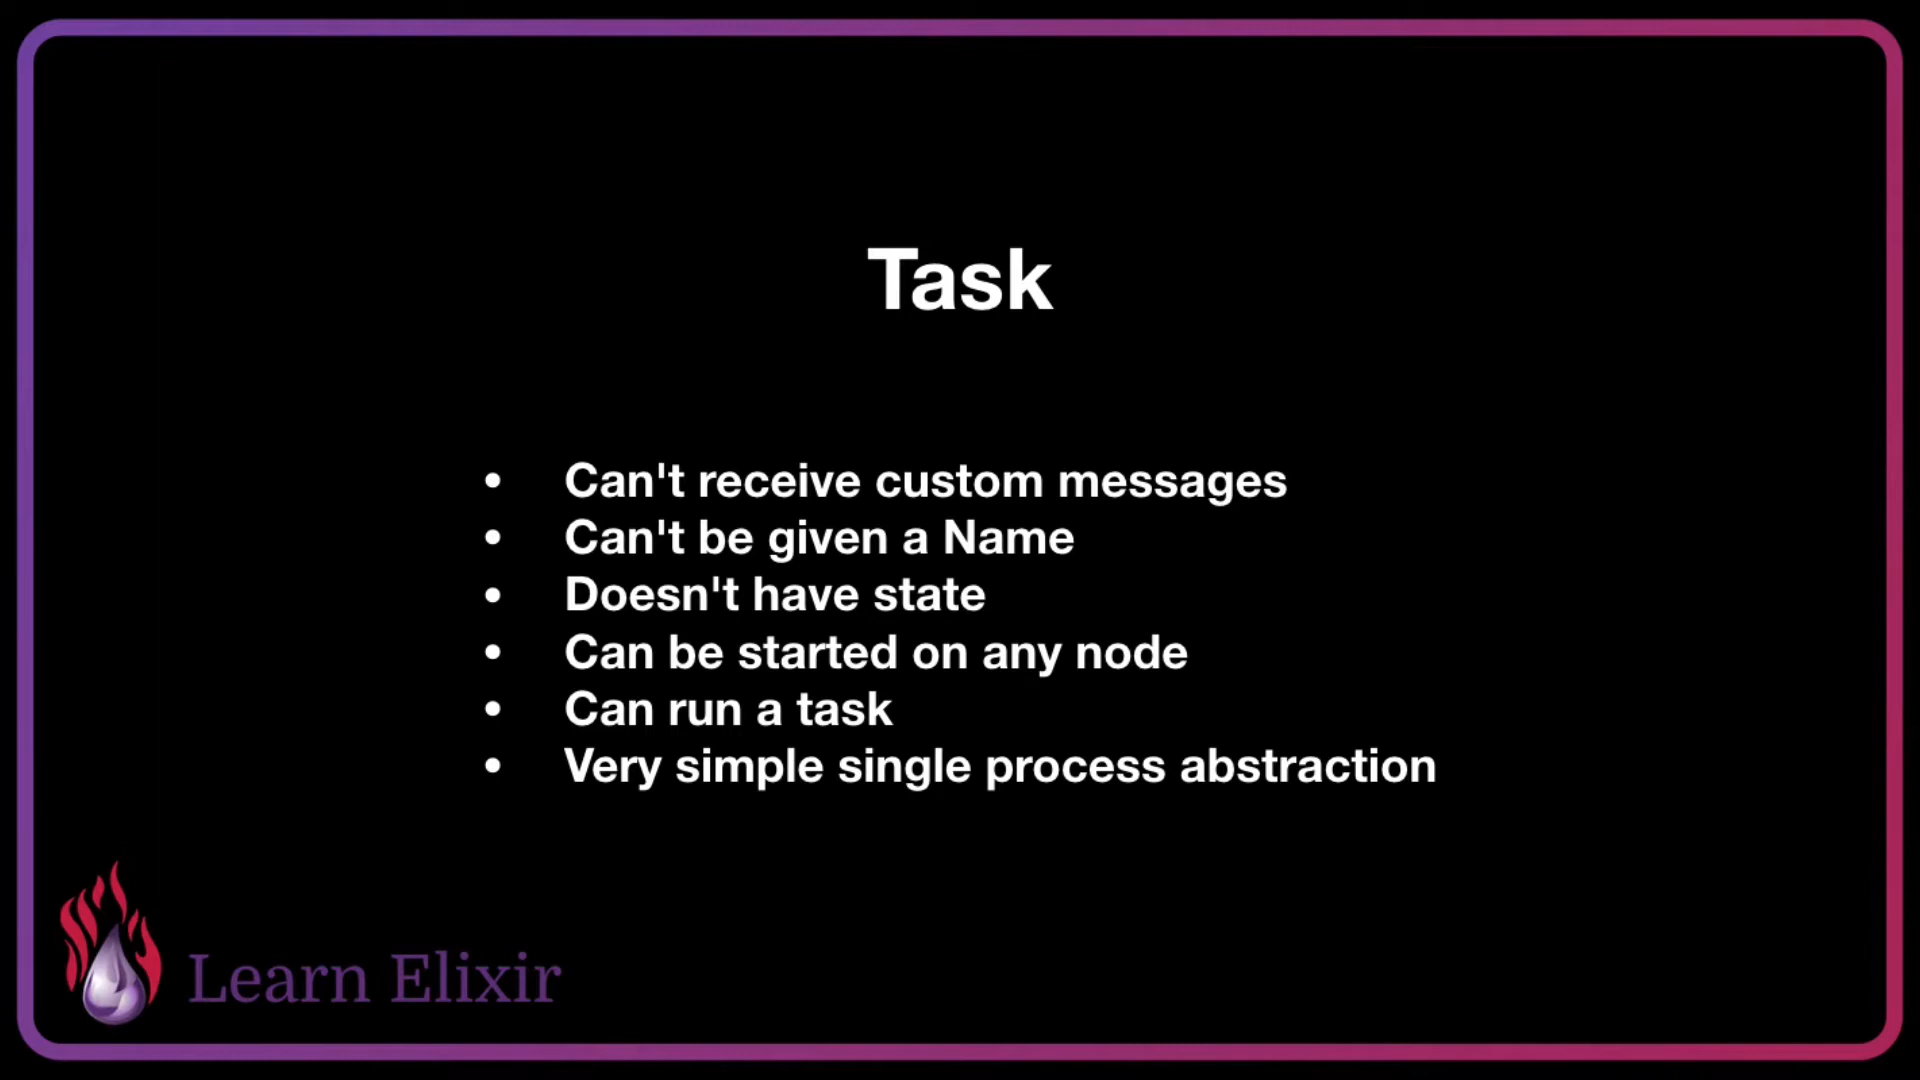 Task
• Can't receive custom messages
• Can't be given a Name
• Doesn't have state
• Can be started on any node
• Can run a task
• Very simple single process abstraction
Learn Elixir